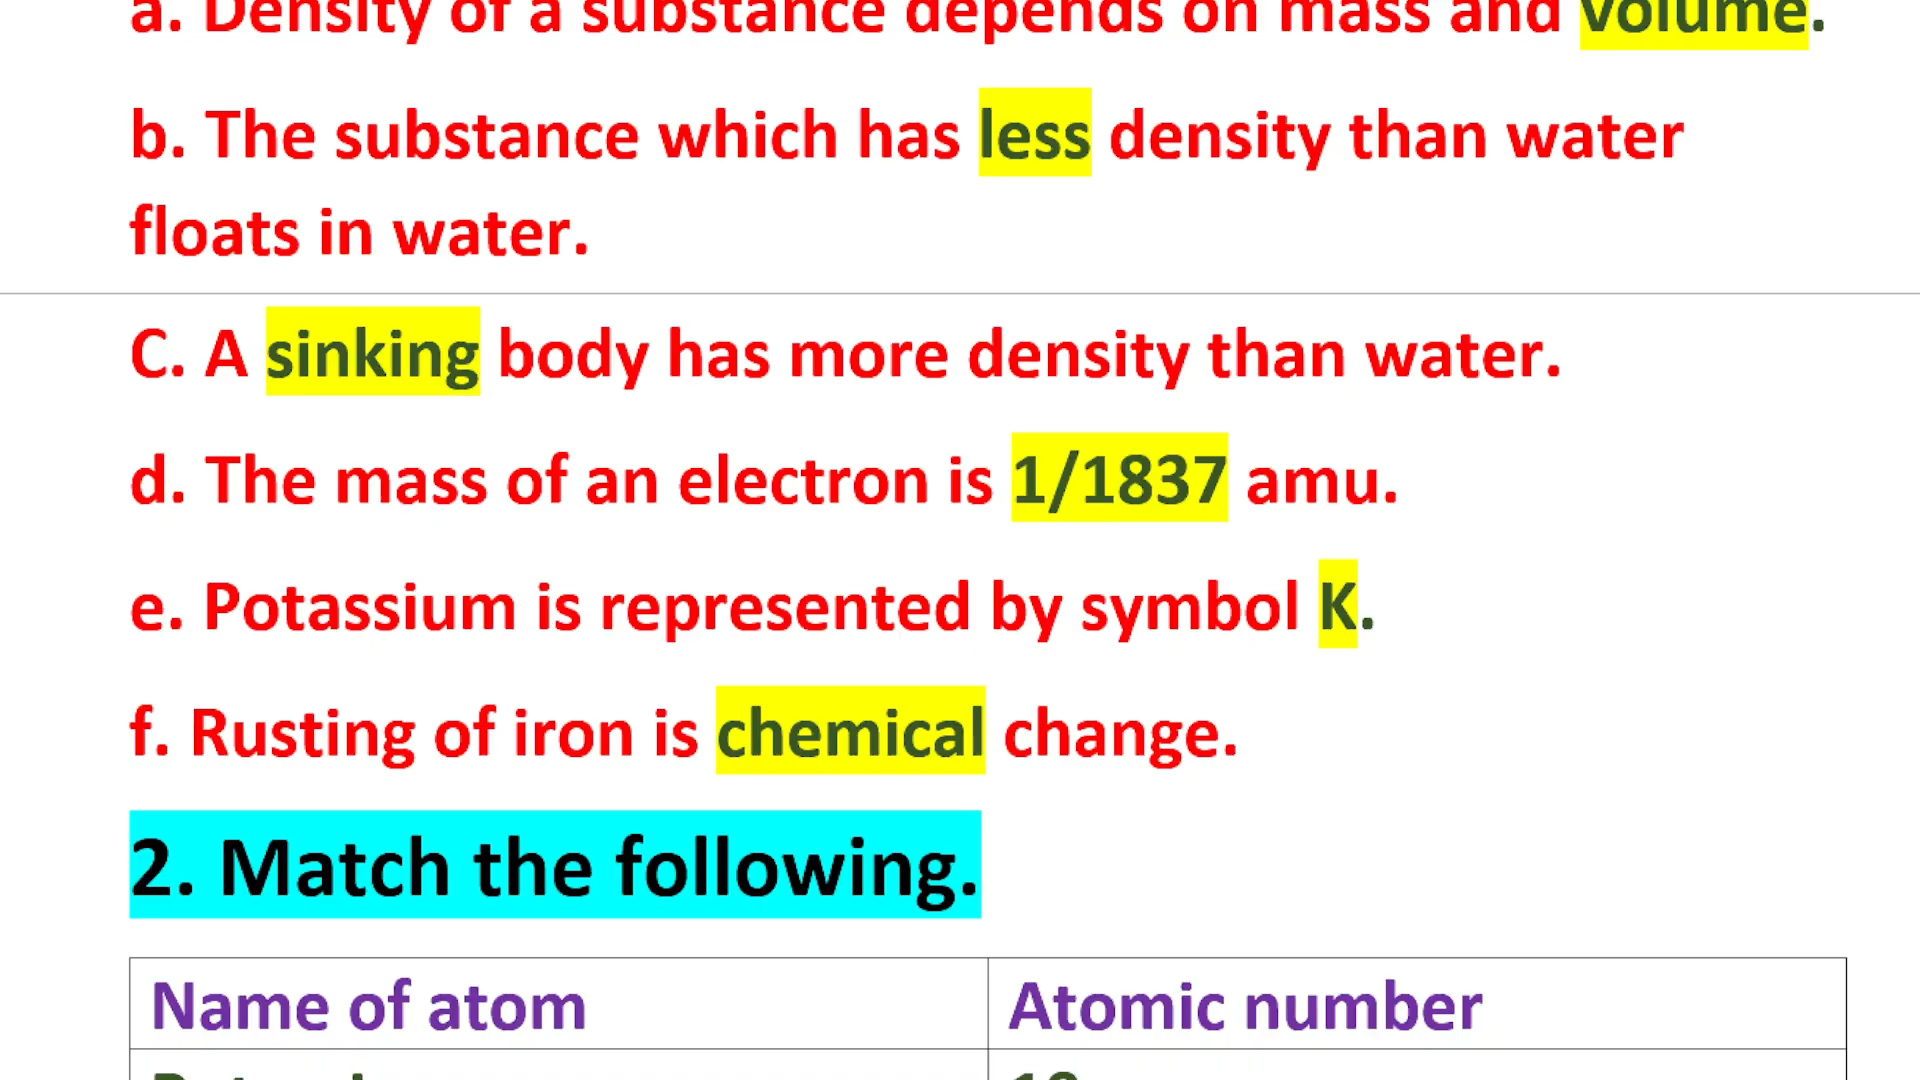 a. Density of a substance depends on mass and volume.
b. The substance which has less density than water
floats in water.
C. A sinking body has more density than water.
d. The mass of an electron is 1/1837 amu.
e. Potassium is represented by symbol K.
f. Rusting of iron is chemical change.
2. Match the following.
Name of atom
Atomic number